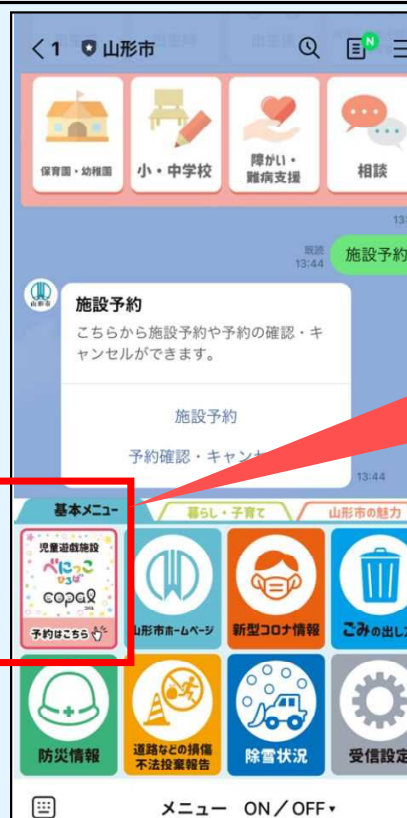 1 山形市
N
保育園・幼稚園
小・中学校
障がい・
難病支援
相談
既読
13:44
施設予約
施設予約
こちらから施設予約や予約の確認・キ
ャンセルができます。
施設予約
予約確認・キャンセ
13:44
基本メニュー
暮らし・子育て
山形市の魅力
児童遊戯施設
べにっこ
ひろば
copal
予約はこちら
山形市ホームページ
新型コロナ情報
ごみの出し
防災情報
道路などの損傷
不法投棄報告
除雪状況
受信設定
メニュー ON/OFF▾